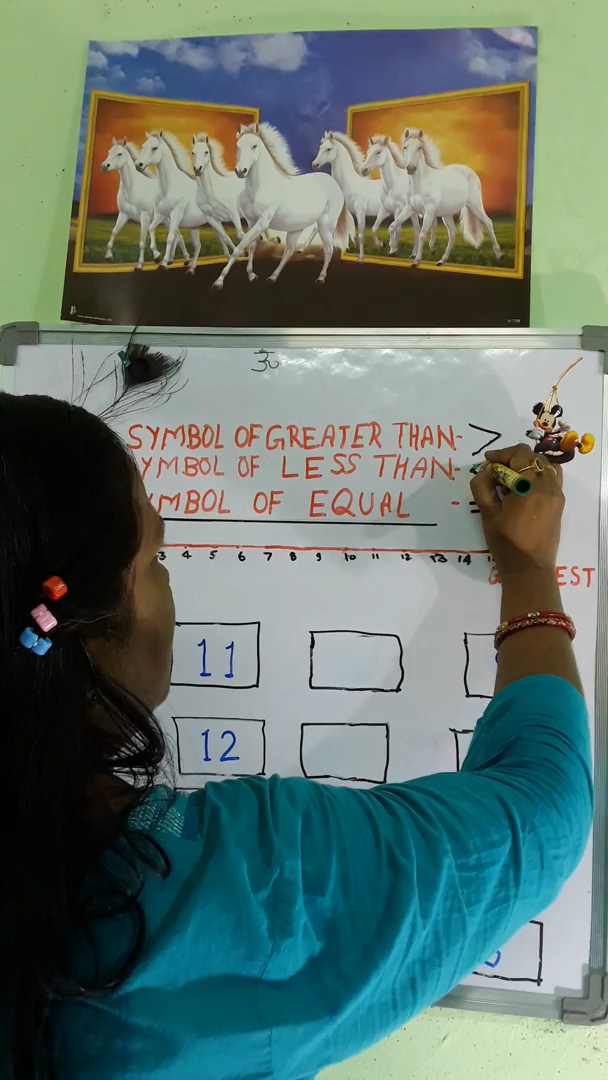 ॐ
SYMBOL OF GREATER THAN- >
YMBOL OF LESS THAN-
YMBOL OF EQUAL - =
3 4 5 6 7 8 9 10 11 12 13 14
EST
11
12